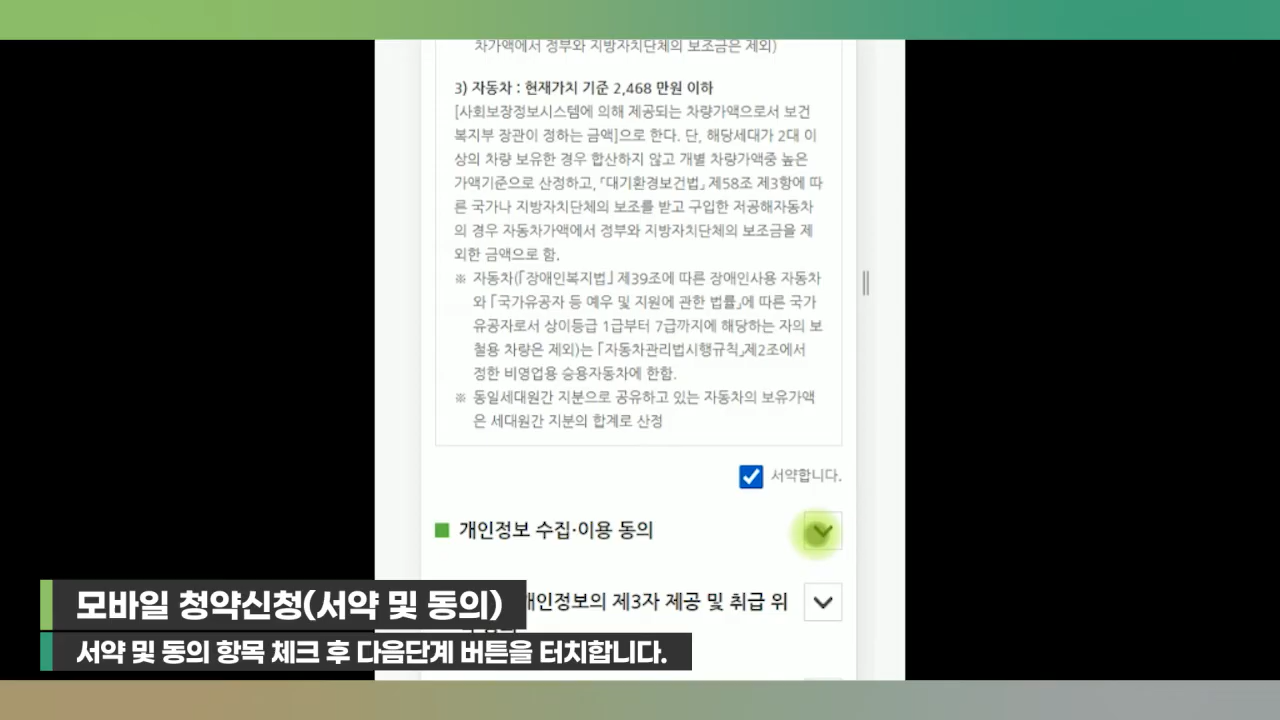 차가액에서 정부와 지방자치단체의 보조금은 제외)
3) 자동차 : 현재가치 기준 2,468 만원 이하
[사회보장정보시스템에 의해 제공되는 차량가액으로서 보건
복지부 장관이 정하는 금액]으로 한다. 단, 해당세대가 2대 이
상의 차량 보유한 경우 합산하지 않고 개별 차량가액중 높은
가액기준으로 산정하고, 「대기환경보건법」 제58조 제3항에 따
른 국가나 지방자치단체의 보조를 받고 구입한 저공해자동차
의 경우 자동차가액에서 정부와 지방자치단체의 보조금을 제
외한 금액으로 함.
※ 자동차(「장애인복지법」 제39조에 따른 장애인사용 자동차
와 「국가유공자 등 예우 및 지원에 관한 법률」에 따른 국가
유공자로서 상이등급 1급부터 7급까지에 해당하는 자의 보
철용 차량은 제외)는 「자동차관리법시행규칙」제2조에서
정한 비영업용 승용자동차에 한함.
※ 동일세대원간 지분으로 공유하고 있는 자동차의 보유가액
은 세대원간 지분의 합계로 산정
서약합니다.
개인정보 수집·이용 동의
개인정보의 제3자 제공 및 취급 위
모바일 청약신청(서약 및 동의)
서약 및 동의 항목 체크 후 다음단계 버튼을 터치합니다.